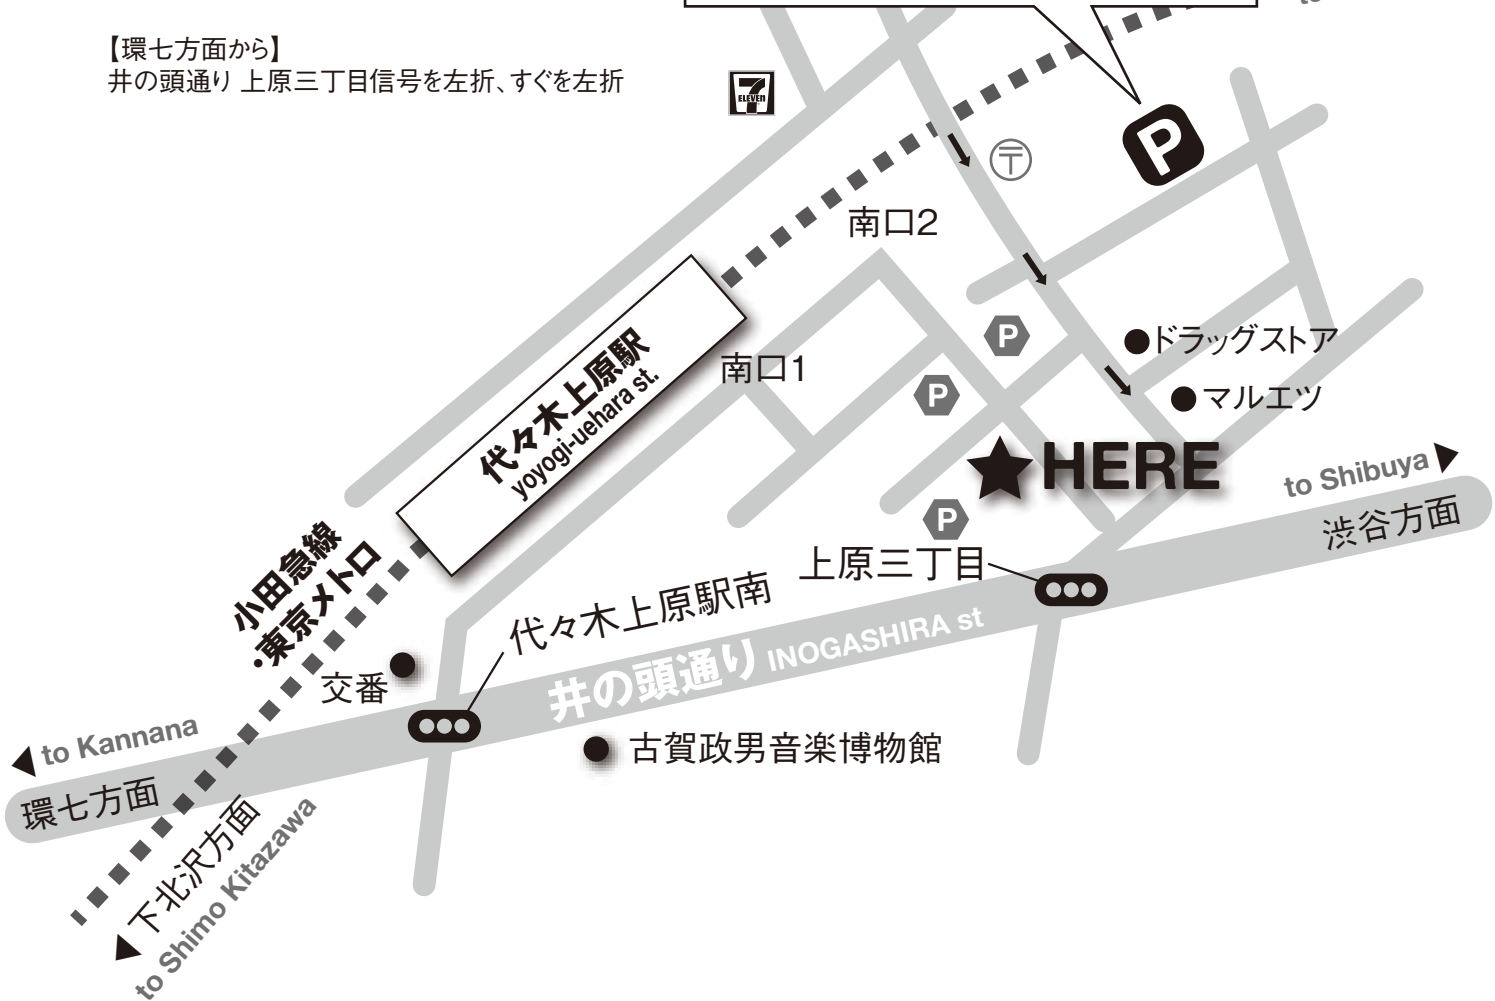 【環七方面から】
井の頭通り 上原三丁目信号を左折、すぐを左折
7
ELEVEN
P
〒
南口2
南口1
代々木上原駅
yoyogi-uehara st.
P
P
P
●ドラッグストア
●マルエツ
★HERE
to Shibuya
渋谷方面
上原三丁目
小田急線
・東京メトロ
代々木上原駅南
井の頭通り INOGASHIRA st
交番
古賀政男音楽博物館
to Kannana
環七方面
下北沢方面
to Shimo Kitazawa